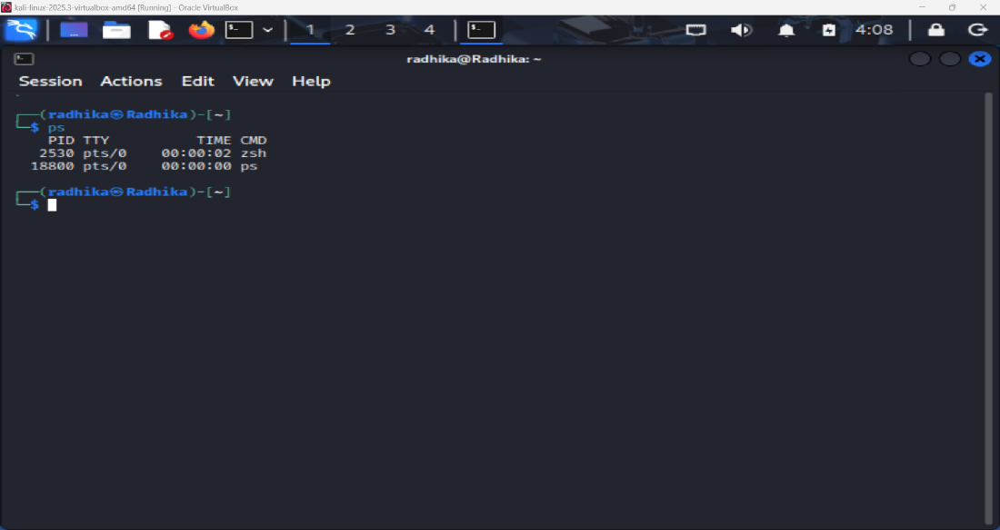 kali-linux-2025.3-virtualbox-amd64 [Running] - Oracle VirtualBox
1 2 3 4 4:08
radhika@Radhika: ~
Session Actions Edit View Help
┌──(radhika㉿Radhika)-[~]
└─$ ps
    PID TTY          TIME CMD
   2530 pts/0    00:00:02 zsh
  18800 pts/0    00:00:00 ps
┌──(radhika㉿Radhika)-[~]
└─$